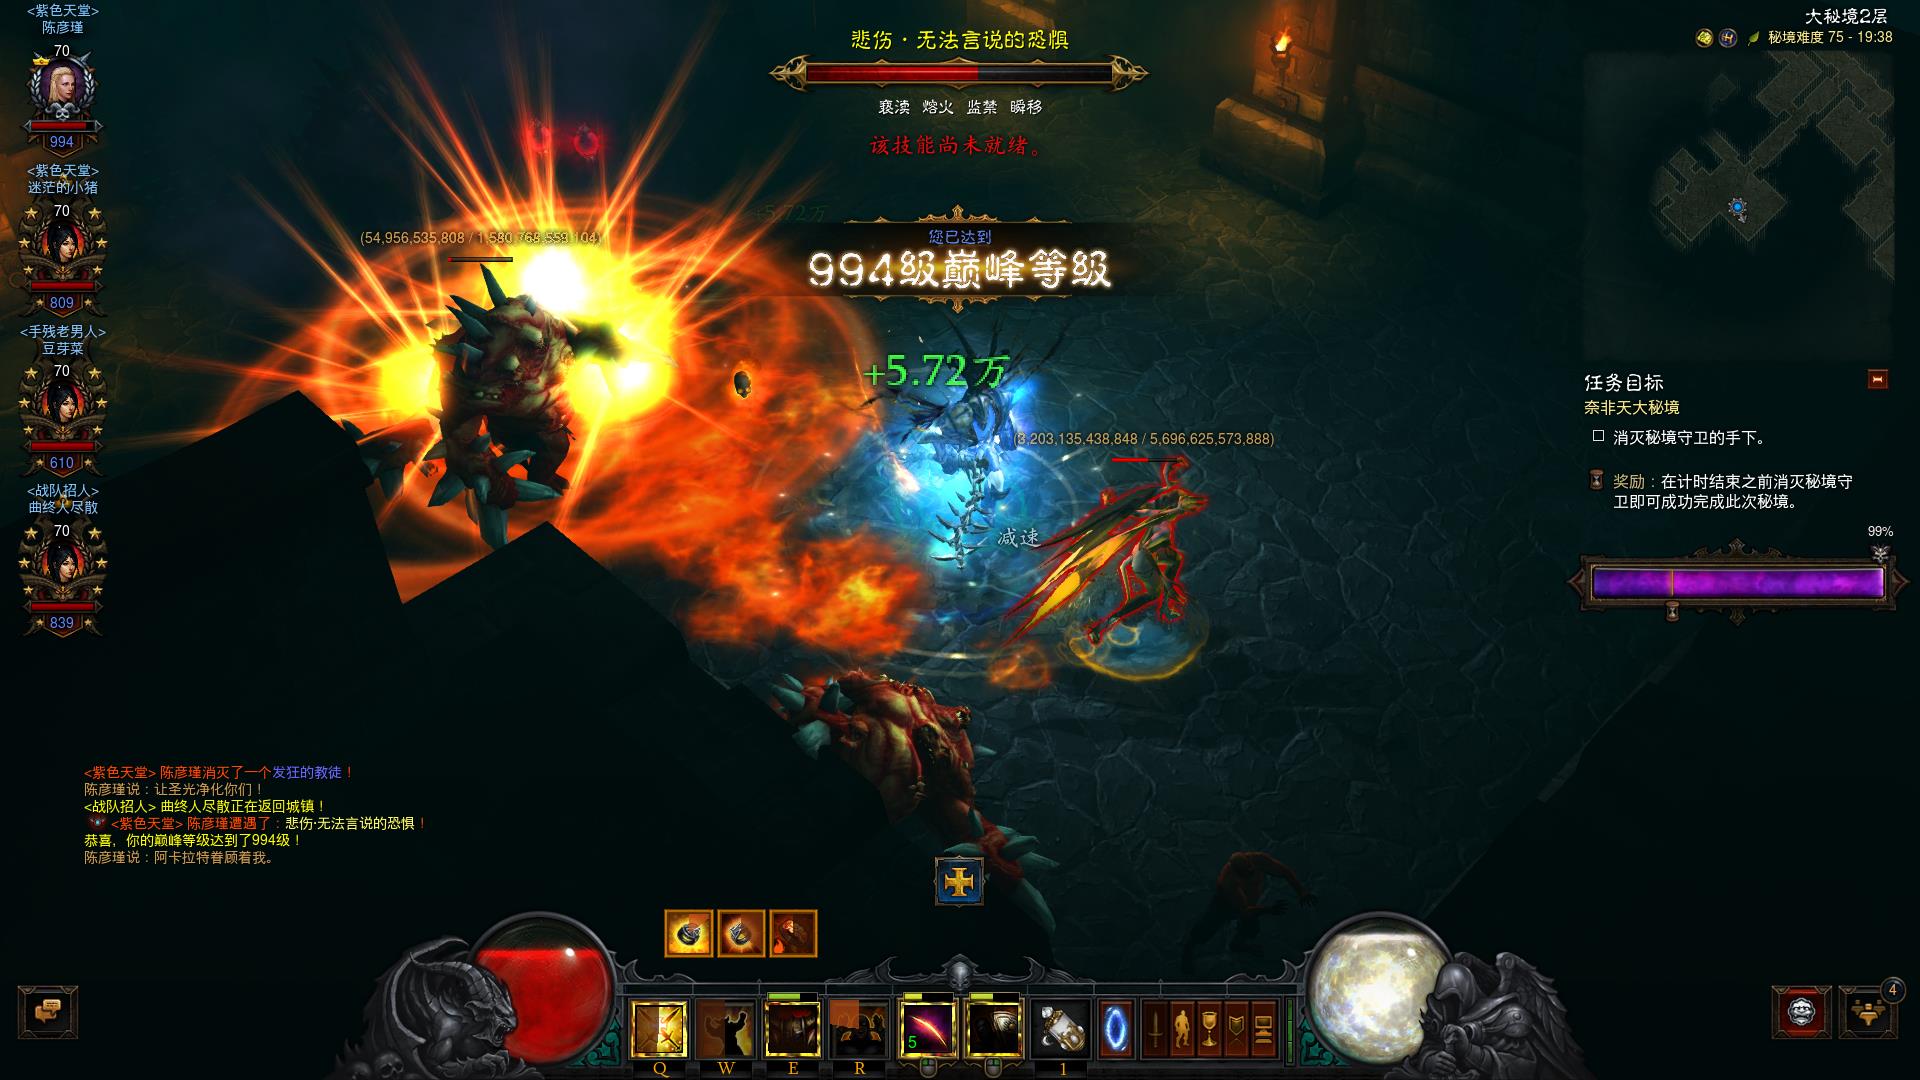 <紫色天堂>
陈彦瑾
70
994
<紫色天堂>
迷茫的小猪
70
809
<手残老男人>
豆芽菜
70
610
<战队招人>
曲终人尽散
70
839
悲伤·无法言说的恐惧
亵渎 熔火 监禁 瞬移
该技能尚未就绪。
+5.72万
您已达到
994级巅峰等级
+5.72万
(3,203,135,438,848 / 5,696,625,573,888)
减速
大秘境2层
秘境难度 75 - 19:38
任务目标
奈非天大秘境
消灭秘境守卫的手下。
奖励：在计时结束之前消灭秘境守
卫即可成功完成此次秘境。
99%
<紫色天堂> 陈彦瑾消灭了一个发狂的教徒！
陈彦瑾说：让圣光净化你们！
<战队招人> 曲终人尽散正在返回城镇！
<紫色天堂> 陈彦瑾遭遇了：悲伤·无法言说的恐惧！
恭喜，你的巅峰等级达到了994级！
陈彦瑾说：阿卡拉特眷顾着我。
5
Q W E R 1
4